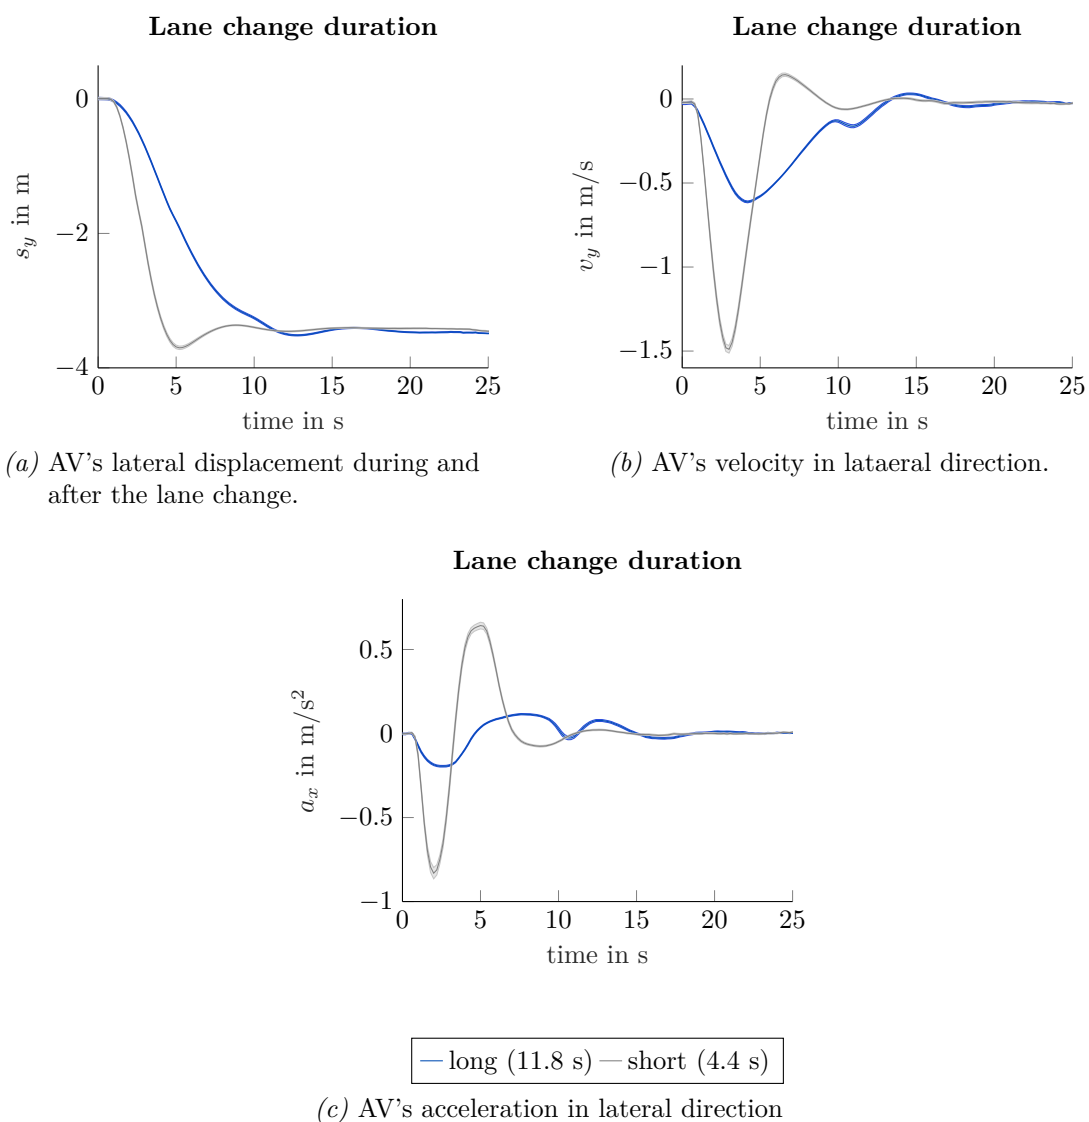 Lane change duration
0
−2
−4
s_y in m
0 5 10 15 20 25
time in s
(a) AV's lateral displacement during and
after the lane change.
Lane change duration
0
−0.5
−1
−1.5
v_y in m/s
0 5 10 15 20 25
time in s
(b) AV's velocity in lataeral direction.
Lane change duration
0.5
0
−0.5
−1
a_x in m/s²
0 5 10 15 20 25
time in s
long (11.8 s) short (4.4 s)
(c) AV's acceleration in lateral direction